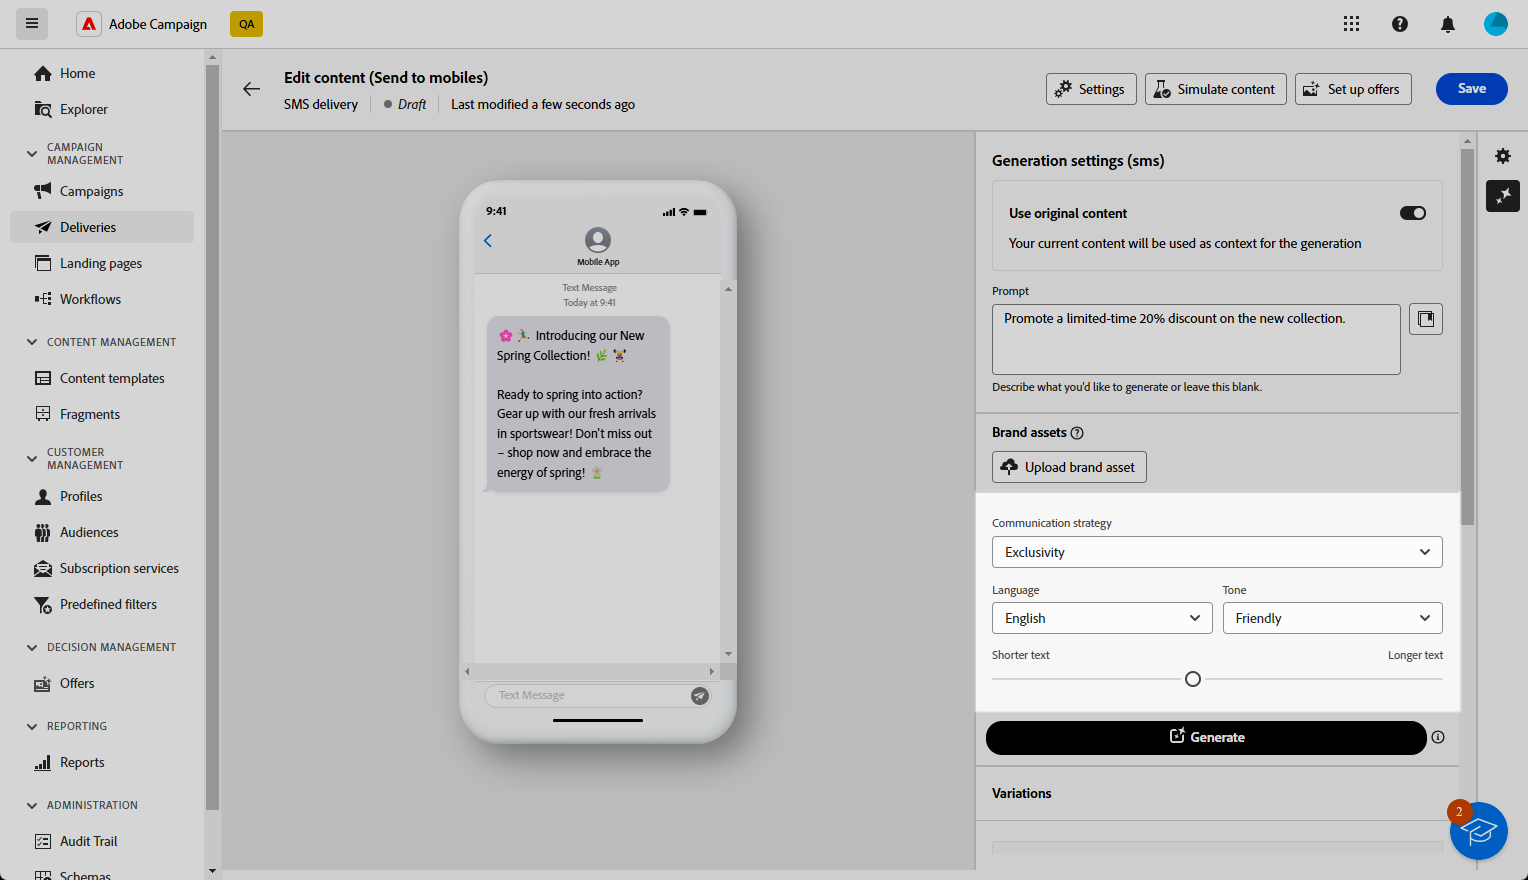 Adobe Campaign
QA
Home
Explorer
CAMPAIGN
MANAGEMENT
Campaigns
Deliveries
Landing pages
Workflows
CONTENT MANAGEMENT
Content templates
Fragments
CUSTOMER
MANAGEMENT
Profiles
Audiences
Subscription services
Predefined filters
DECISION MANAGEMENT
Offers
REPORTING
Reports
ADMINISTRATION
Audit Trail
Schemas
Edit content (Send to mobiles)
SMS delivery
Draft
Last modified a few seconds ago
Settings
Simulate content
Set up offers
Save
9:41
Mobile App
Text Message
Today at 9:41
🌸 🏃 Introducing our New
Spring Collection! 🌿 🏋️‍♀️
Ready to spring into action?
Gear up with our fresh arrivals
in sportswear! Don't miss out
– shop now and embrace the
energy of spring!
Text Message
Generation settings (sms)
Use original content
Your current content will be used as context for the generation
Prompt
Promote a limited-time 20% discount on the new collection.
Describe what you'd like to generate or leave this blank.
Brand assets
Upload brand asset
Communication strategy
Exclusivity
Language
Tone
English
Friendly
Shorter text
Longer text
Generate
Variations
2